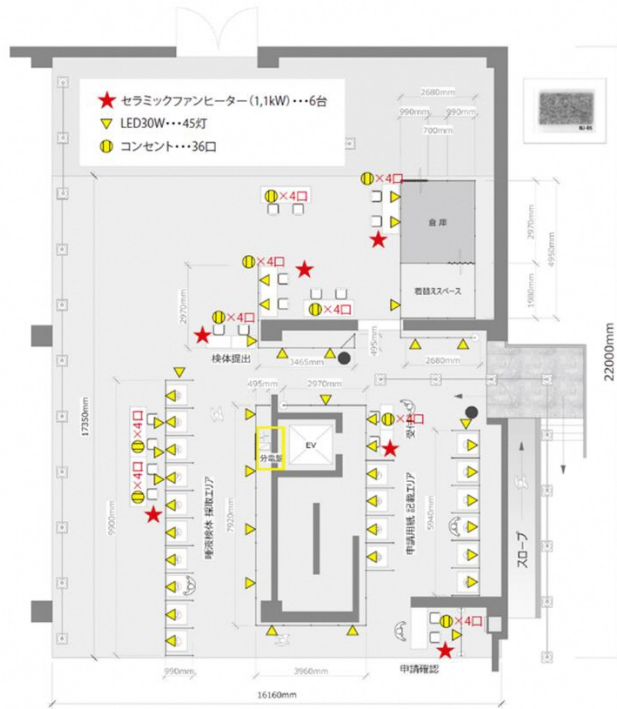 セラミックファンヒーター(1,1kW)・・・6台
LED30W・・・45灯
コンセント・・・36口
2680mm
990mm
990mm
700mm
×4口
×4口
倉庫
2970mm
4950mm
×4口
着替えスペース
1980mm
2970mm
×4口
×4口
検体提出
3465mm
495mm
2680mm
22000mm
495mm
2970mm
17350mm
×4口
受付
×4口
EV
分電盤
×4口
唾液検体 採取エリア
9900mm
7920mm
申請用紙 記載エリア
5940mm
スロープ
×4口
申請確認
990mm
3960mm
16160mm